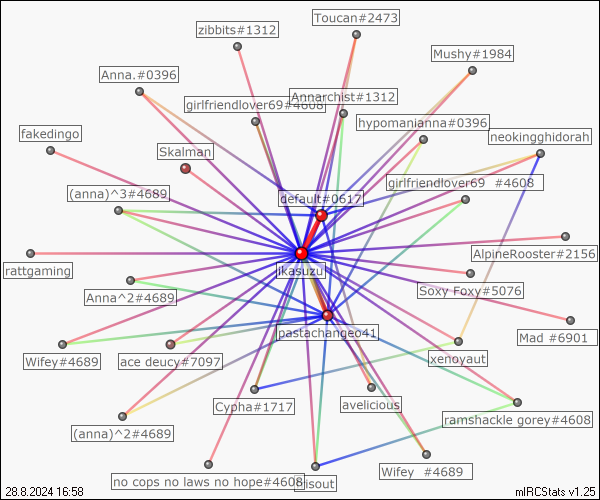 Toucan#2473
zibbits#1312
Mushy#1984
Anna.#0396
girlfriendlover69#4608
Annarchist#1312
hypomanianna#0396
fakedingo
neokingghidorah
Skalman
girlfriendlover69 #4608
(anna)^3#4689
default#0617
AlpineRooster#2156
rattgaming
ikasuzu
Soxy Foxy#5076
Anna^2#4689
pastachange041
Mad #6901
Wifey#4689
ace deucy#7097
xenoyaut
Cypha#1717
avelicious
ramshackle gorey#4608
(anna)^2#4689
Wifey #4689
no cops no laws no hope#4608
28.8.2024 16:58
mIRCStats v1.25